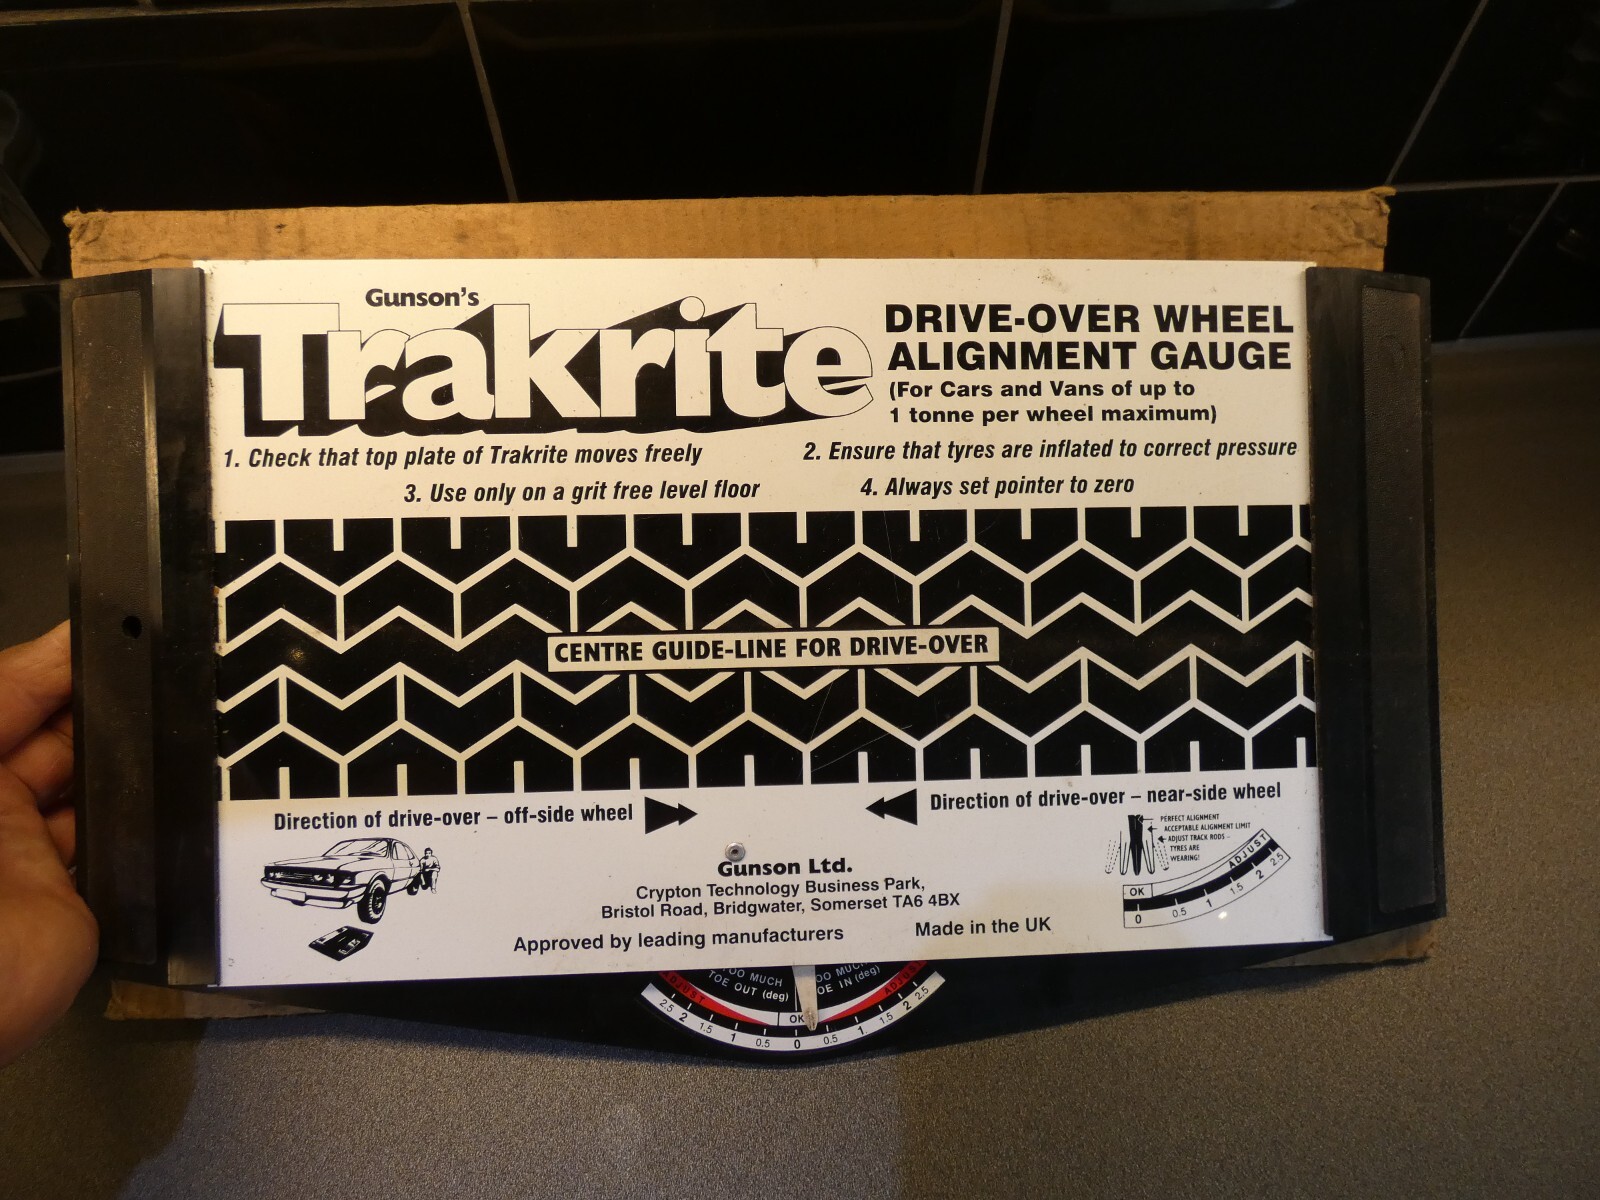 Gunson's
Trakrite
DRIVE-OVER WHEEL
ALIGNMENT GAUGE
(For Cars and Vans of up to
1 tonne per wheel maximum)
1. Check that top plate of Trakrite moves freely
2. Ensure that tyres are inflated to correct pressure
3. Use only on a grit free level floor
4. Always set pointer to zero
CENTRE GUIDE-LINE FOR DRIVE-OVER
Direction of drive-over – off-side wheel
Direction of drive-over – near-side wheel
PERFECT ALIGNMENT
ACCEPTABLE ALIGNMENT LIMIT
ADJUST TRACK RODS –
TYRES ARE
WEARING!
OK ADJUST
0 0.5 1 1.5 2 2.5
Gunson Ltd.
Crypton Technology Business Park,
Bristol Road, Bridgwater, Somerset TA6 4BX
Approved by leading manufacturers
Made in the UK
TOO MUCH
TOE OUT (deg)
TOO MUCH
TOE IN (deg)
ADJUST OK ADJUST
2.5 2 1.5 1 0.5 0 0.5 1 1.5 2 2.5